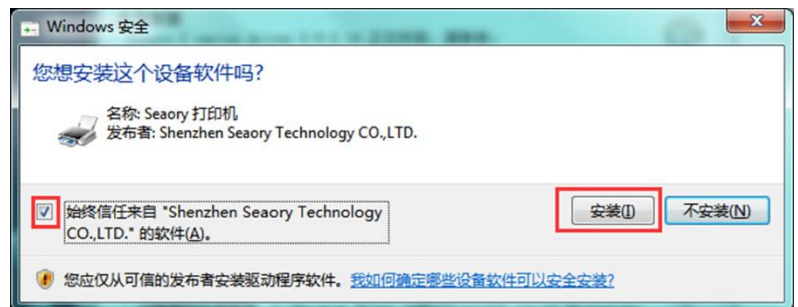 Windows 安全
您想安装这个设备软件吗?
名称: Seaory 打印机
发布者: Shenzhen Seaory Technology CO.,LTD.
始终信任来自 "Shenzhen Seaory Technology
CO.,LTD." 的软件(A)。
安装(I)
不安装(N)
您应仅从可信的发布者安装驱动程序软件。我如何确定哪些设备软件可以安全安装?